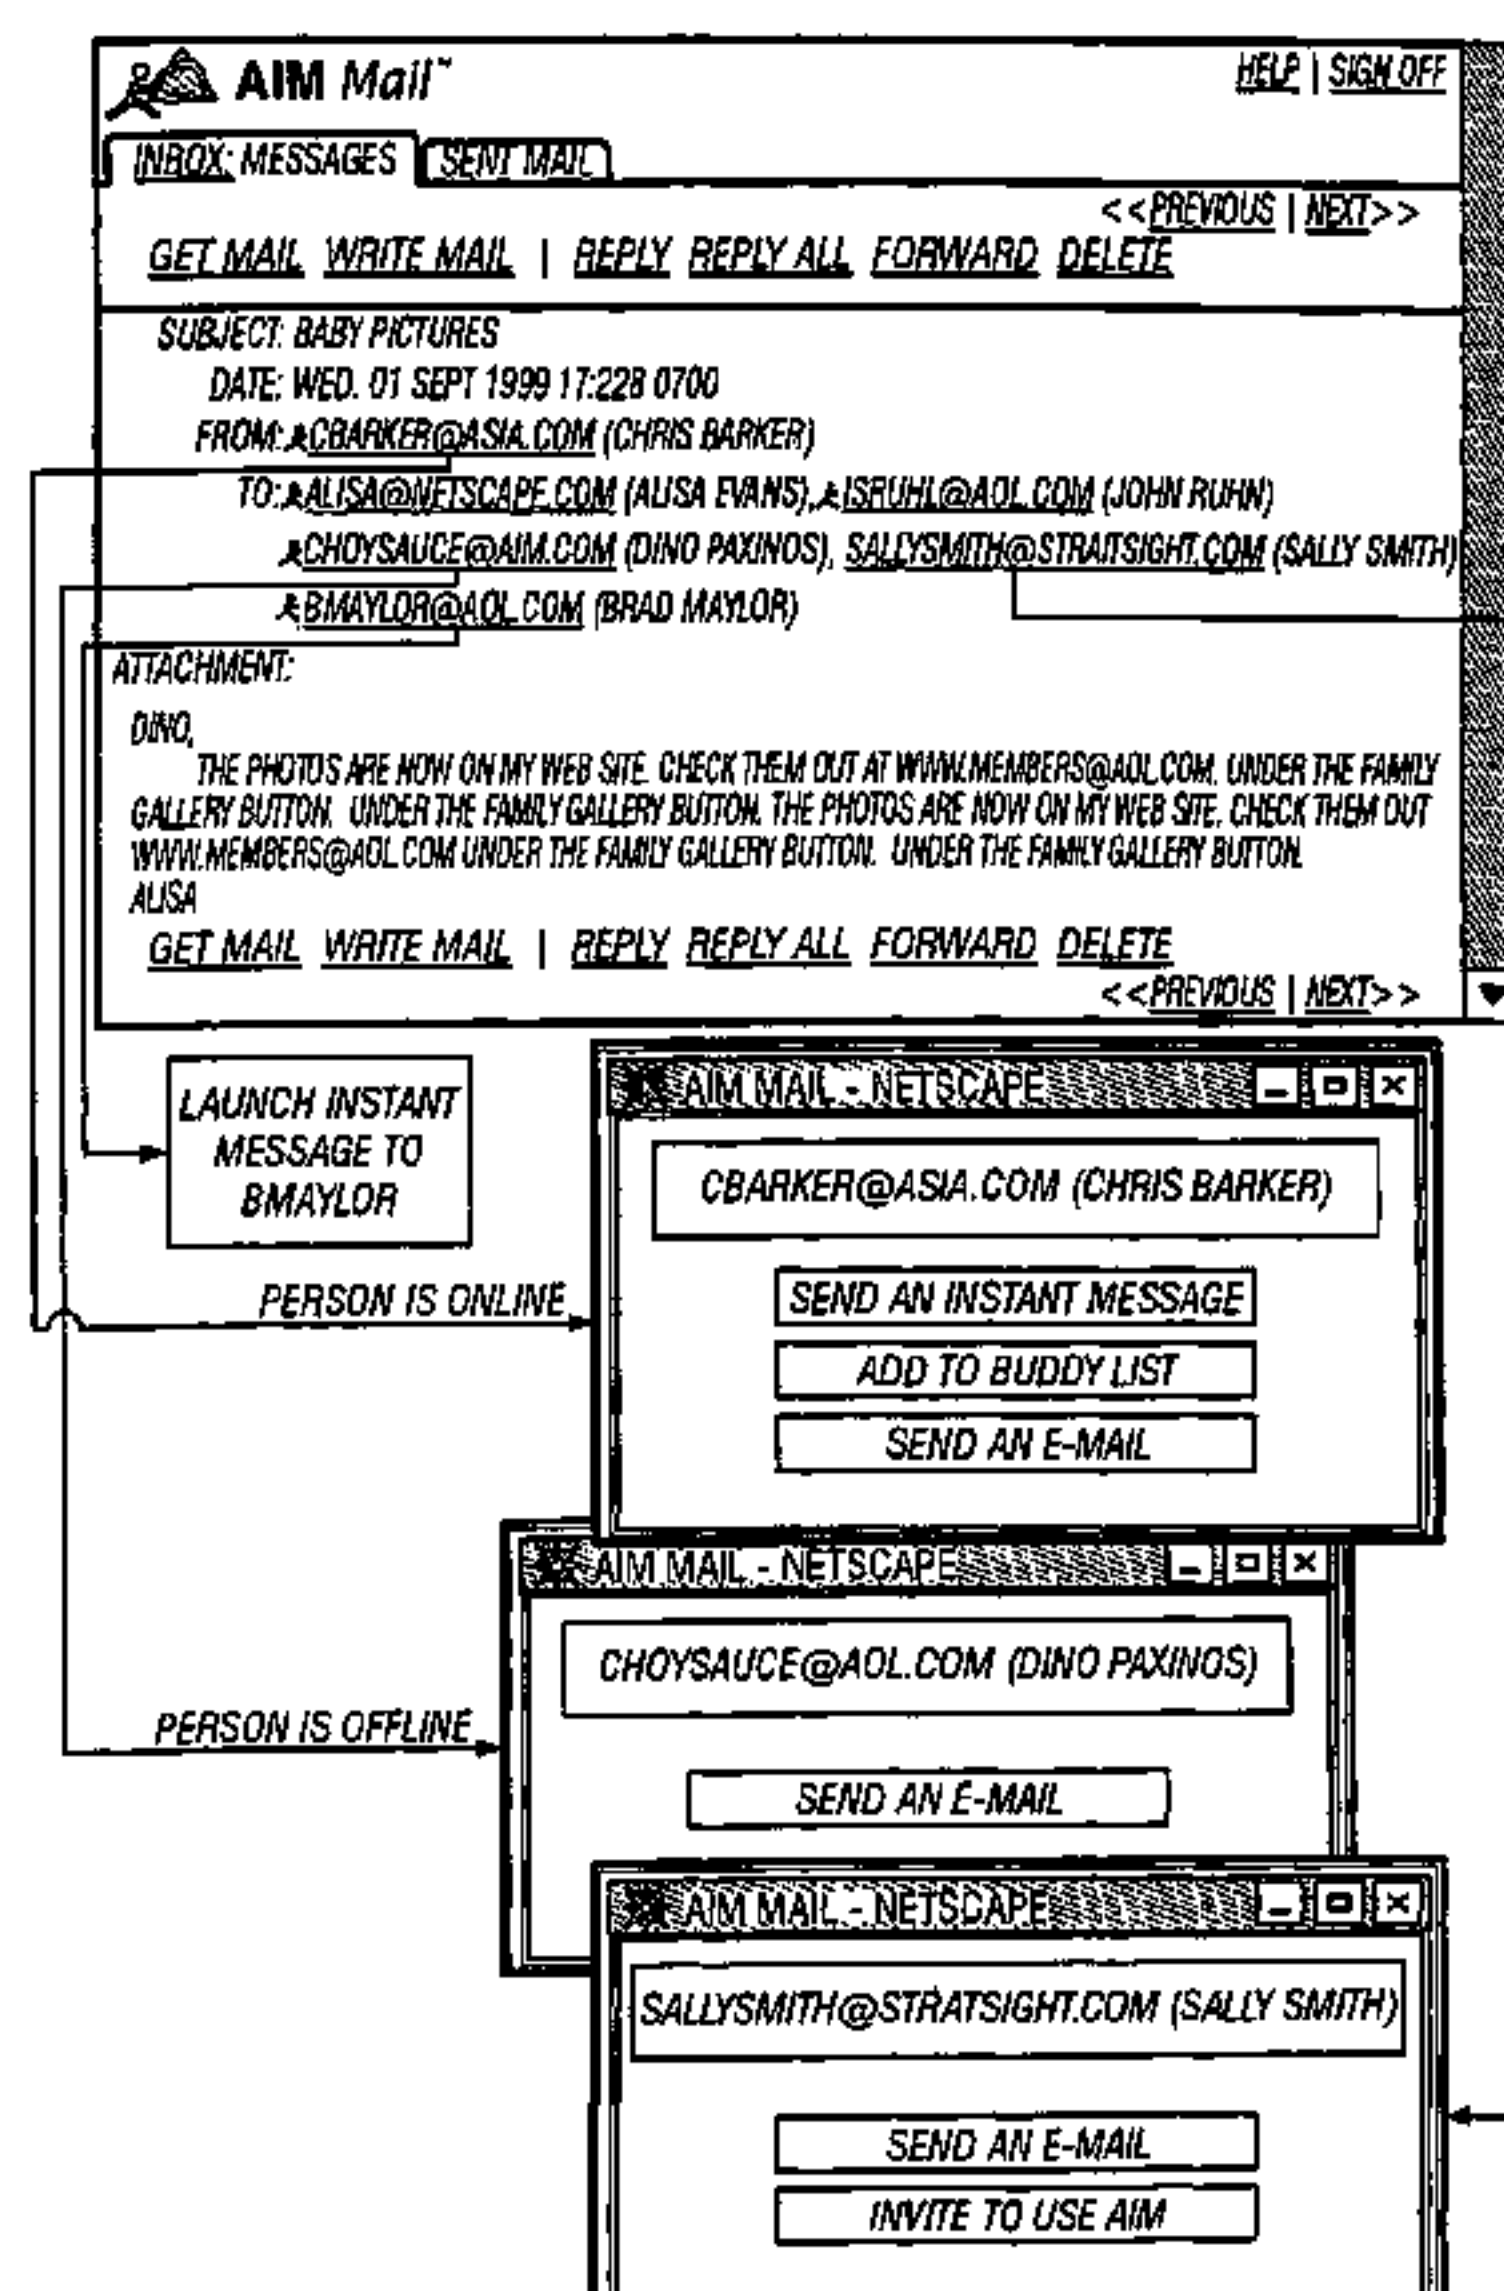 AIM Mail™
HELP | SIGN OFF
INBOX: MESSAGES SENT MAIL
<<PREVIOUS | NEXT>>
GET MAIL WRITE MAIL | REPLY REPLY ALL FORWARD DELETE
SUBJECT: BABY PICTURES
DATE: WED. 01 SEPT 1999 17:228 0700
FROM: CBARKER@ASIA.COM (CHRIS BARKER)
TO: ALISA@NETSCAPE.COM (ALISA EVANS), ISRUHL@AOL.COM (JOHN RUHN)
CHOYSAUCE@AIM.COM (DINO PAXINOS), SALLYSMITH@STRAITSIGHT.COM (SALLY SMITH)
BMAYLOR@AOL.COM (BRAD MAYLOR)
ATTACHMENT:
DINO,
THE PHOTOS ARE NOW ON MY WEB SITE. CHECK THEM OUT AT WWW.MEMBERS@AOL.COM. UNDER THE FAMILY
GALLERY BUTTON. UNDER THE FAMILY GALLERY BUTTON. THE PHOTOS ARE NOW ON MY WEB SITE. CHECK THEM OUT
WWW.MEMBERS@AOL.COM UNDER THE FAMILY GALLERY BUTTON. UNDER THE FAMILY GALLERY BUTTON.
ALISA
GET MAIL WRITE MAIL | REPLY REPLY ALL FORWARD DELETE
<<PREVIOUS | NEXT>>
LAUNCH INSTANT
MESSAGE TO
BMAYLOR
AIM MAIL - NETSCAPE
CBARKER@ASIA.COM (CHRIS BARKER)
PERSON IS ONLINE
SEND AN INSTANT MESSAGE
ADD TO BUDDY LIST
SEND AN E-MAIL
AIM MAIL - NETSCAPE
CHOYSAUCE@AOL.COM (DINO PAXINOS)
PERSON IS OFFLINE
SEND AN E-MAIL
AIM MAIL - NETSCAPE
SALLYSMITH@STRATSIGHT.COM (SALLY SMITH)
SEND AN E-MAIL
INVITE TO USE AIM